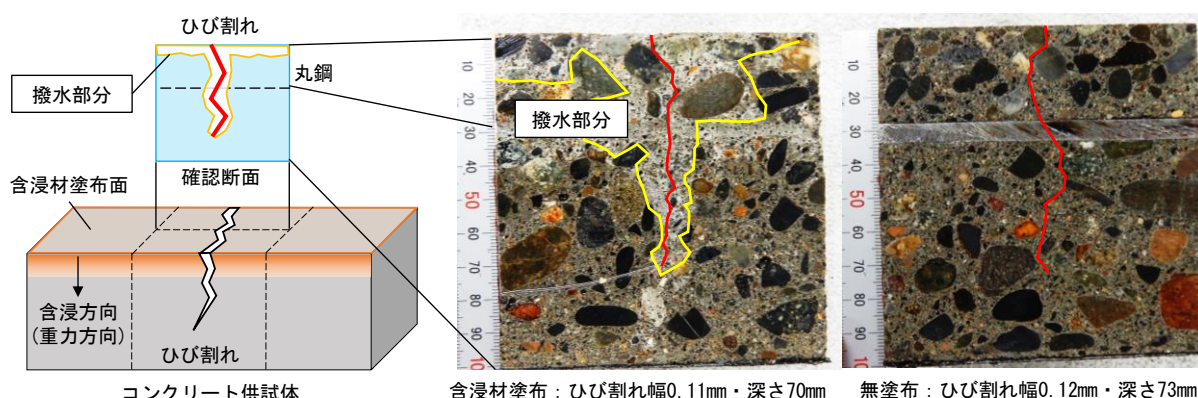 ひび割れ
丸鋼
撥水部分
確認断面
含浸材塗布面
含浸方向
(重力方向)
ひび割れ
コンクリート供試体
10
20
30
40
50
60
70
80
90
10
撥水部分
含浸材塗布：ひび割れ幅0.11mm・深さ70mm
10
20
30
40
50
60
70
80
90
10
無塗布：ひび割れ幅0.12mm・深さ73mm